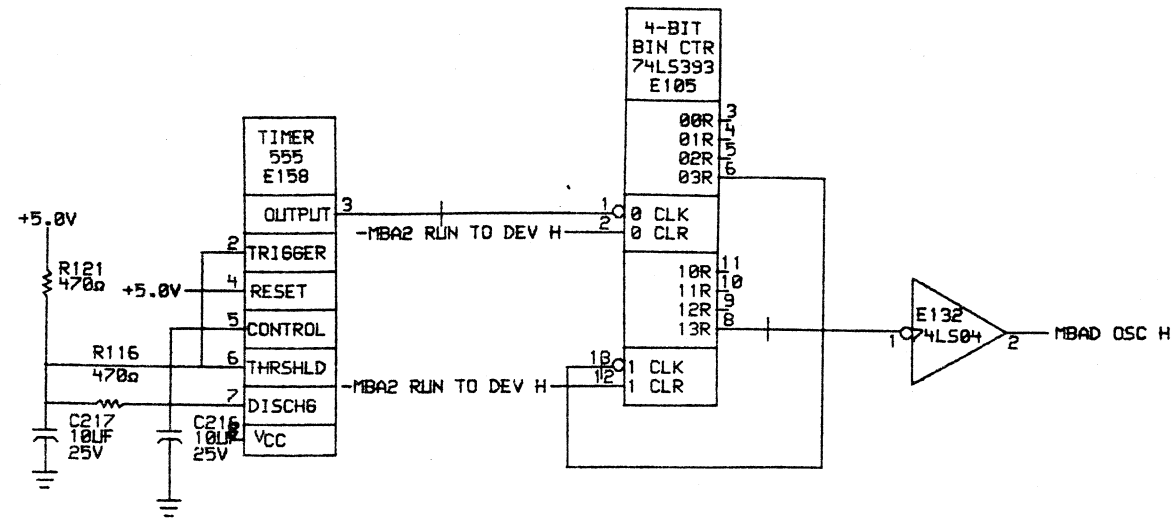 4-BIT
BIN CTR
74LS393
E105
00R 3
01R 4
02R 5
03R 6
1 0 CLK
2 0 CLR
10R 11
11R 10
12R 9
13R 8
13 1 CLK
12 1 CLR
TIMER
555
E158
OUTPUT 3
2 TRIGGER
4 RESET
5 CONTROL
6 THRSHLD
7 DISCHG
VCC
-MBA2 RUN TO DEV H
-MBA2 RUN TO DEV H
+5.0V
R121
470Ω
+5.0V
R116
470Ω
C217
10UF
25V
C216
10UF
25V
E132
74LS04
1
2
MBAD OSC H